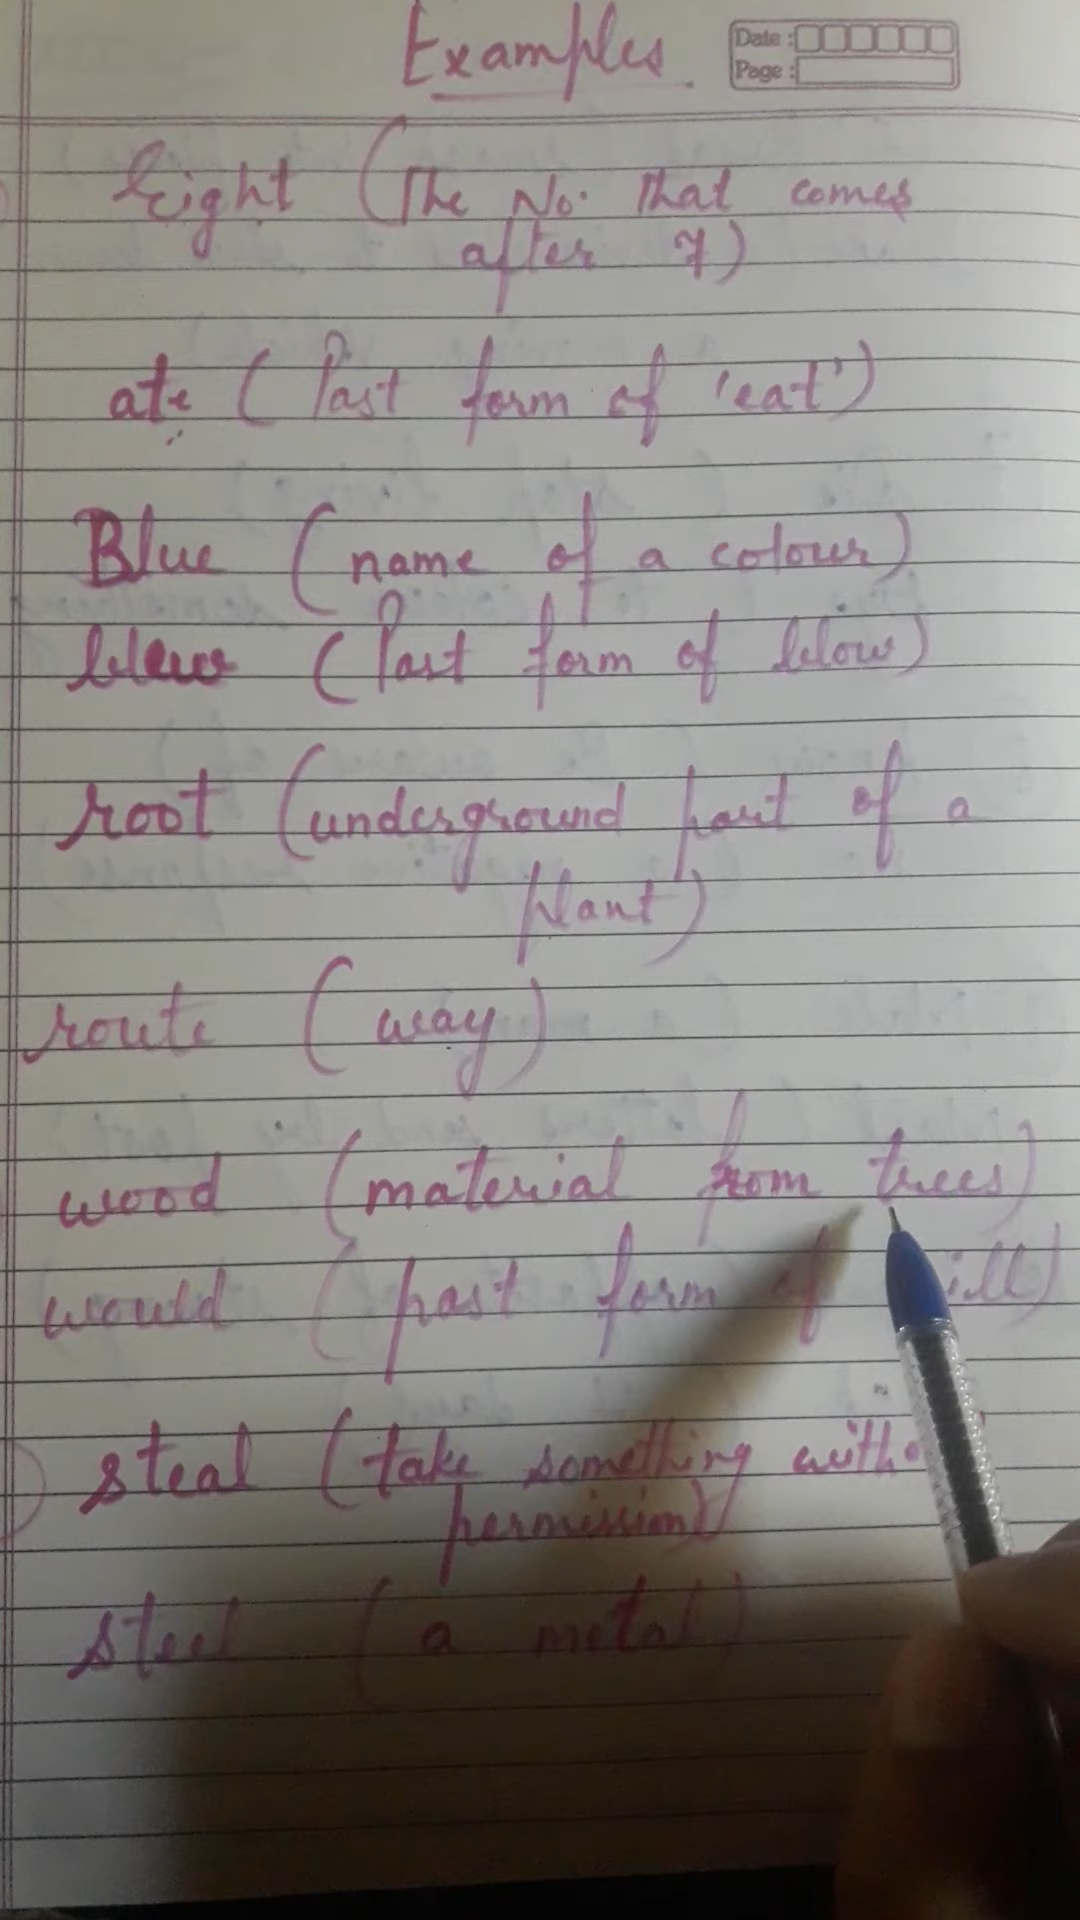 Examples
Date :
Page :
Eight (The No. that comes
after 7)
ate (Past form of 'eat')
Blue (name of a colour)
blew (Past form of blow)
root (underground part of a
plant)
route (way)
wood (material from trees)
would (past form of
steal (take something
permission)
steel (a metal)